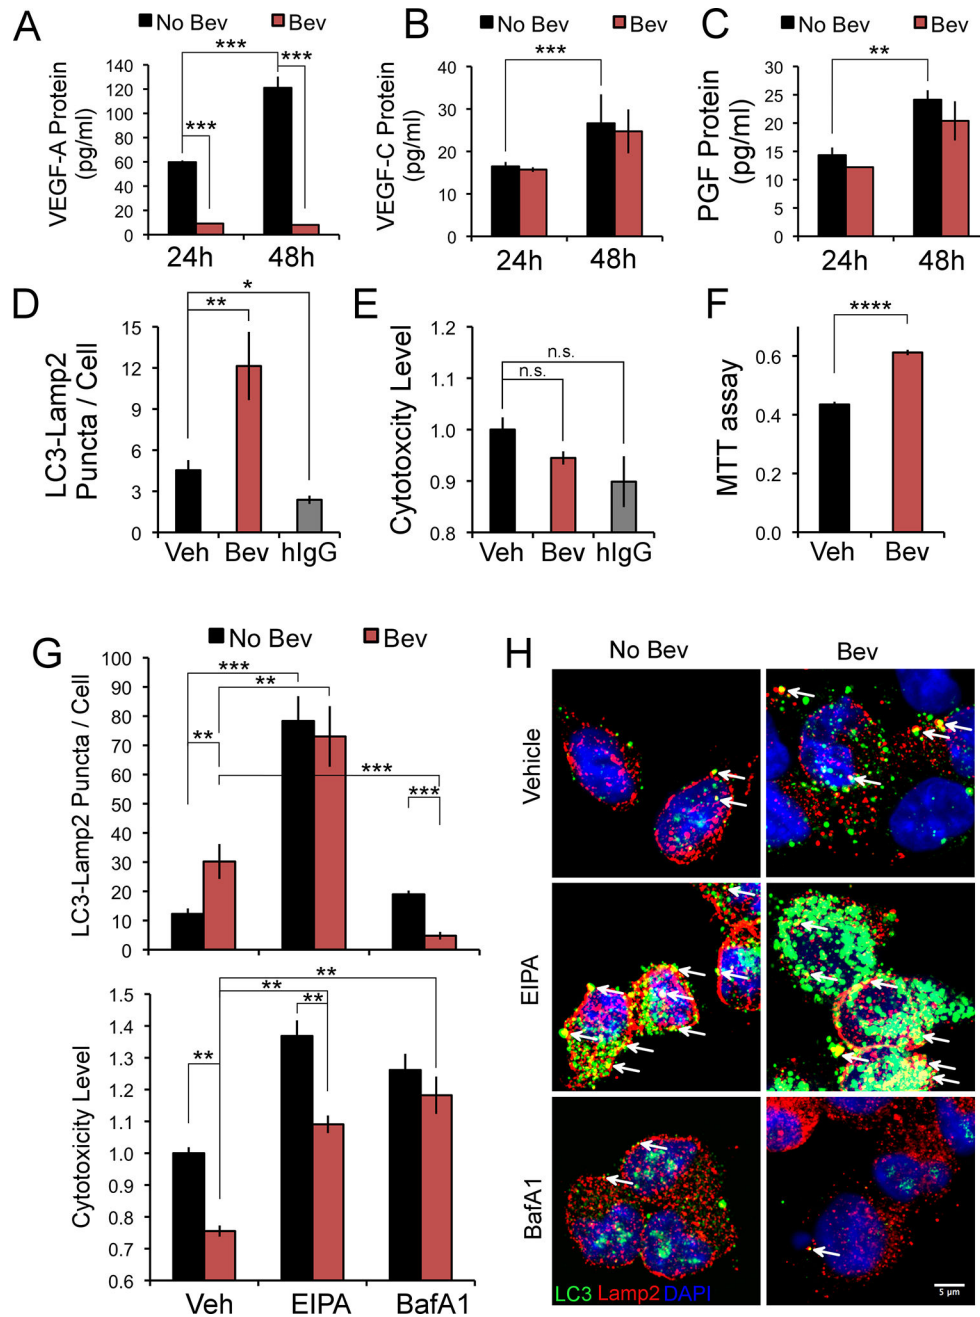 A
No Bev Bev
VEGF-A Protein
(pg/ml)
140
120
100
80
60
40
20
0
***
***
***
24h 48h
B
No Bev Bev
VEGF-C Protein
(pg/ml)
40
30
20
10
0
***
24h 48h
C
No Bev Bev
PGF Protein
(pg/ml)
30
25
20
15
10
5
0
**
24h 48h
D
LC3-Lamp2
Puncta / Cell
15
12
9
6
3
0
*
**
Veh Bev hIgG
E
Cytotoxcity Level
1.2
1.1
1.0
0.9
0.8
n.s.
n.s.
Veh Bev hIgG
F
MTT assay
0.6
0.4
0.2
0.0
****
Veh Bev
G
No Bev Bev
LC3-Lamp2 Puncta / Cell
100
90
80
70
60
50
40
30
20
10
0
***
**
**
***
***
Cytotoxicity Level
1.5
1.4
1.3
1.2
1.1
1.0
0.9
0.8
0.7
0.6
**
**
**
**
Veh EIPA BafA1
H
No Bev Bev
Vehicle
EIPA
BafA1
LC3 Lamp2 DAPI
5 µm